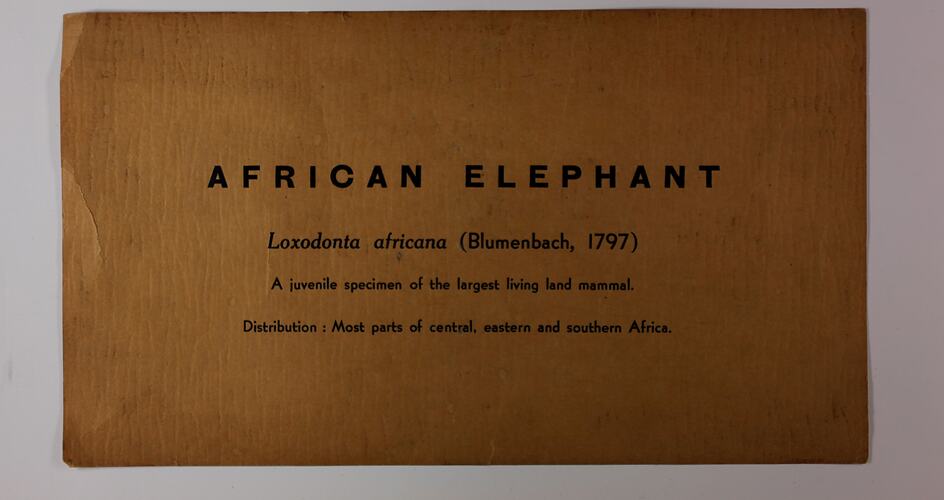 AFRICAN ELEPHANT
Loxodonta africana (Blumenbach, 1797)
A juvenile specimen of the largest living land mammal.
Distribution : Most parts of central, eastern and southern Africa.